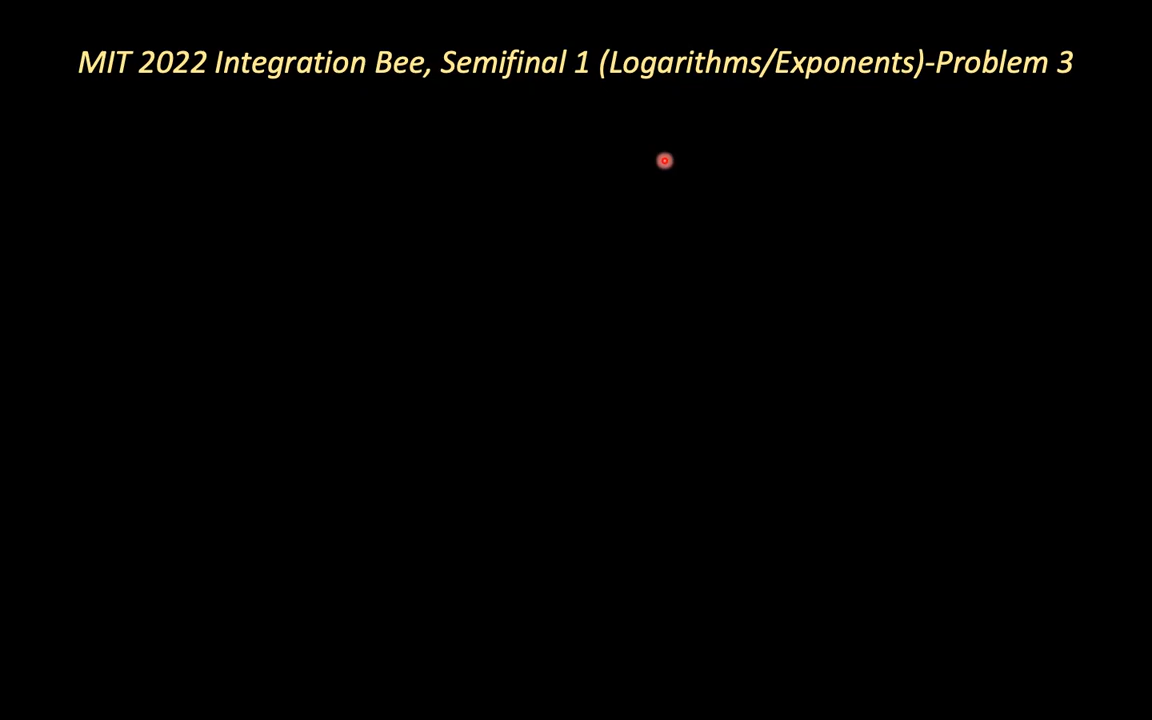 MIT 2022 Integration Bee, Semifinal 1 (Logarithms/Exponents)-Problem 3